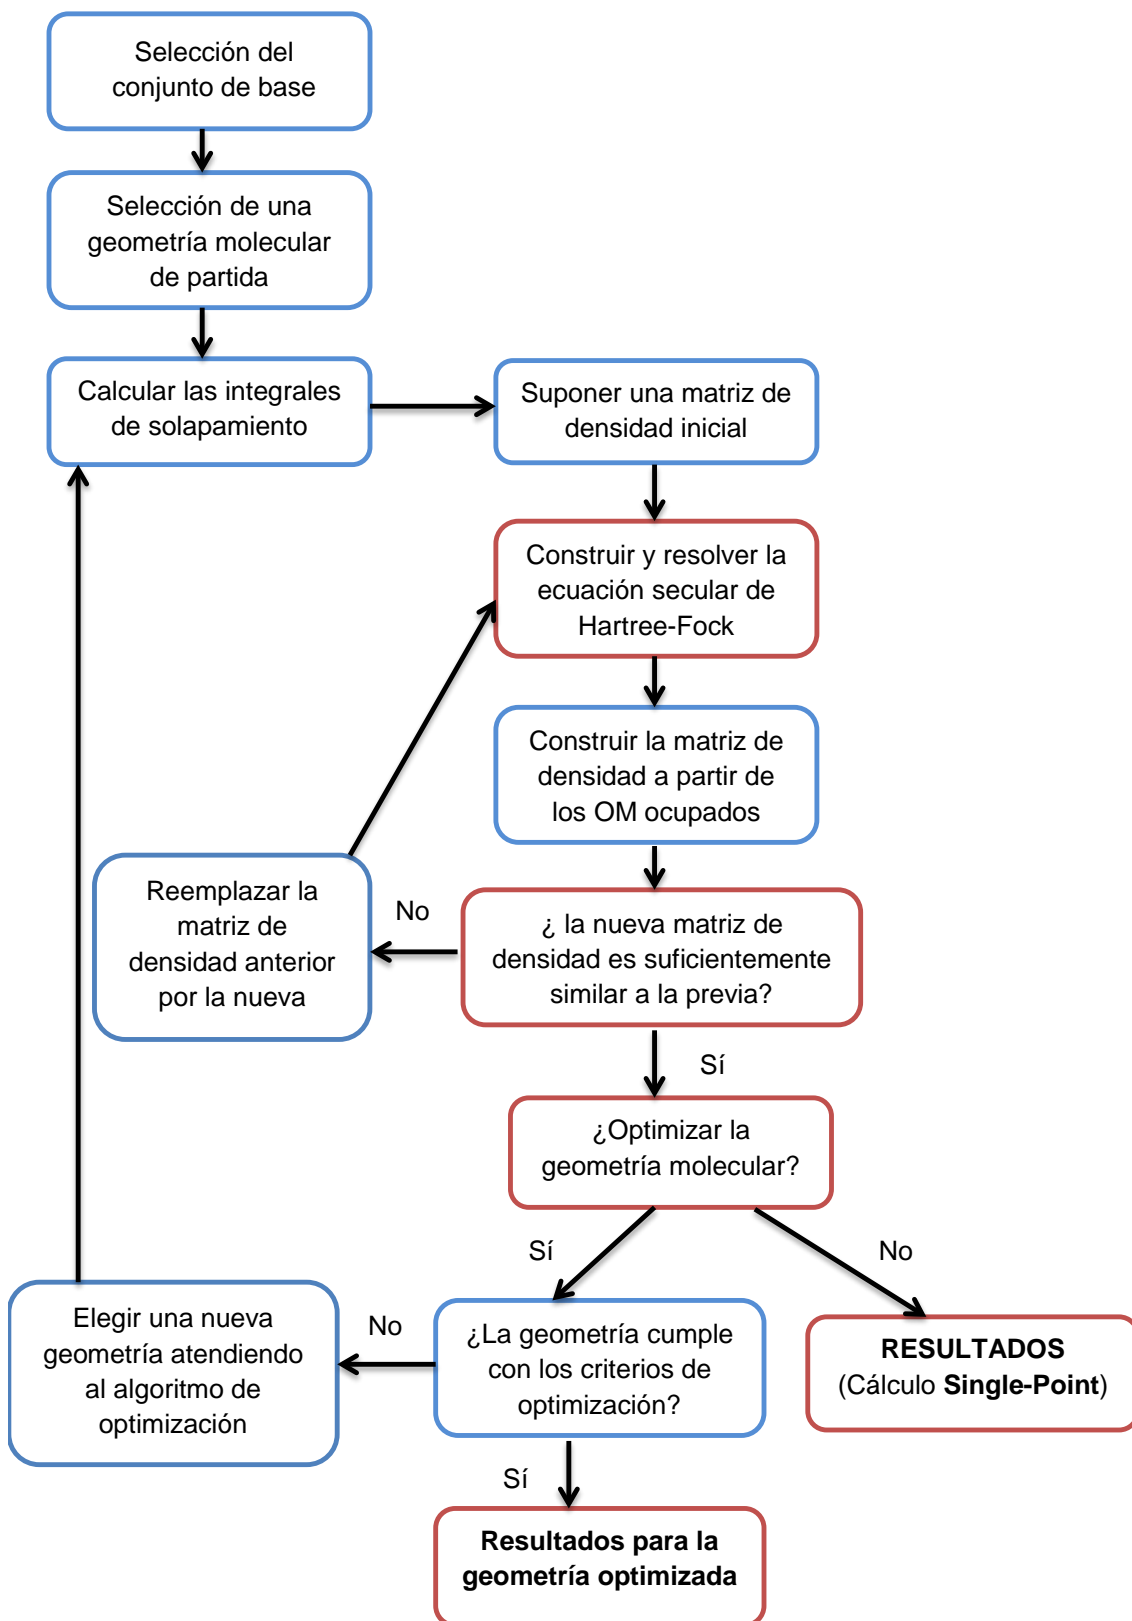 Selección del
conjunto de base
Selección de una
geometría molecular
de partida
Calcular las integrales
de solapamiento
Suponer una matriz de
densidad inicial
Construir y resolver la
ecuación secular de
Hartree-Fock
Construir la matriz de
densidad a partir de
los OM ocupados
Reemplazar la
matriz de
densidad anterior
por la nueva
No
¿ la nueva matriz de
densidad es suficientemente
similar a la previa?
Sí
¿Optimizar la
geometría molecular?
Sí
No
Elegir una nueva
geometría atendiendo
al algoritmo de
optimización
No
¿La geometría cumple
con los criterios de
optimización?
RESULTADOS
(Cálculo Single-Point)
Sí
Resultados para la
geometría optimizada